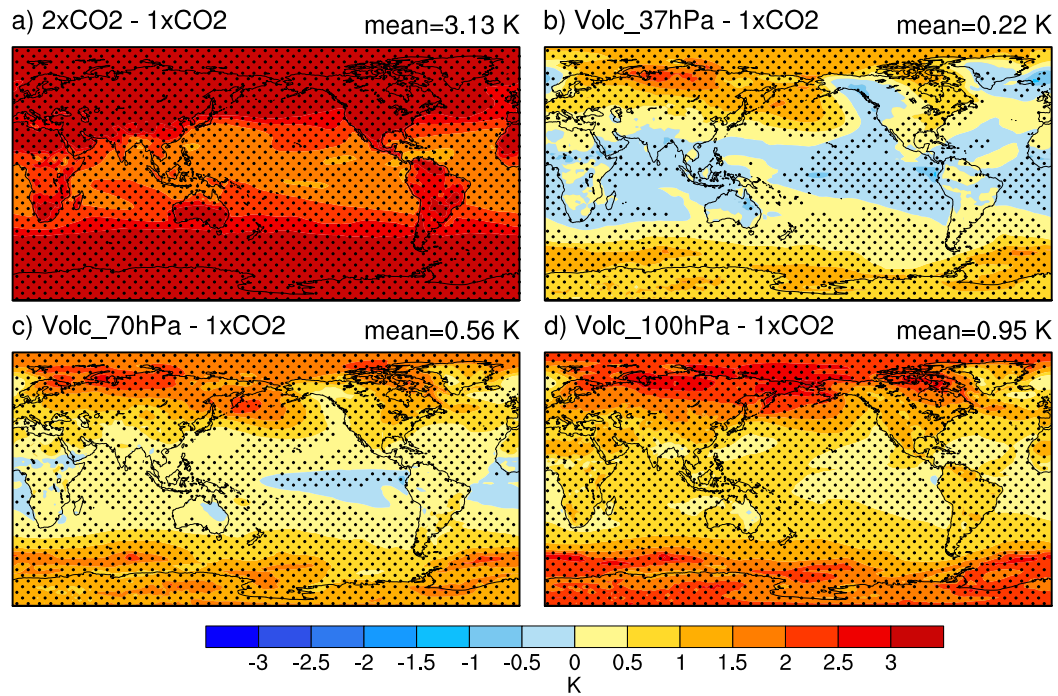 a) 2xCO2 - 1xCO2 mean=3.13 K
b) Volc_37hPa - 1xCO2 mean=0.22 K
c) Volc_70hPa - 1xCO2 mean=0.56 K
d) Volc_100hPa - 1xCO2 mean=0.95 K
-3 -2.5 -2 -1.5 -1 -0.5 0 0.5 1 1.5 2 2.5 3
K